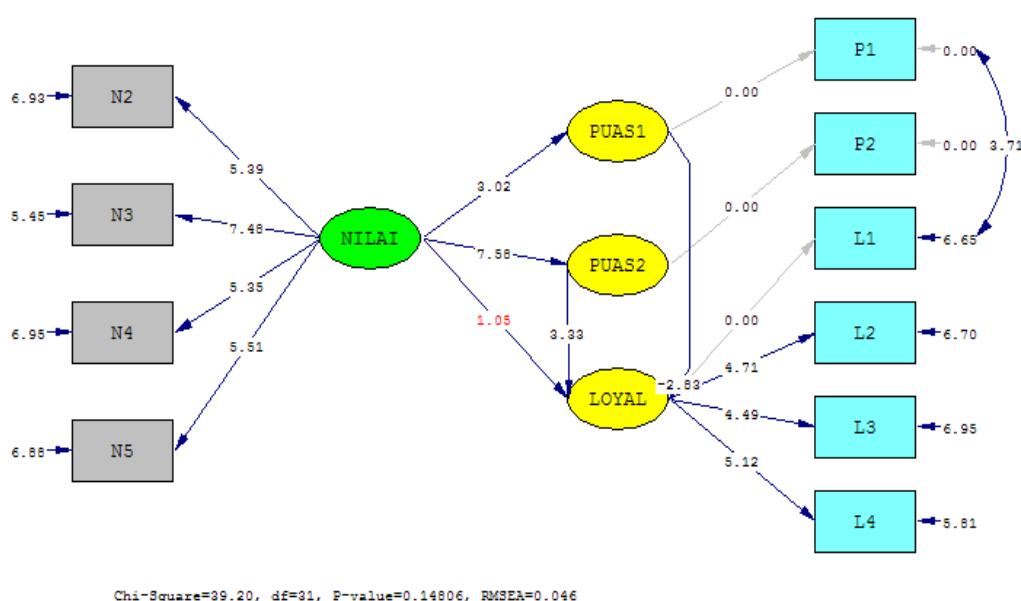 P1
0.00
6.93
N2
0.00
PUAS1
P2
0.00
3.71
5.39
3.02
5.45
N3
7.48
0.00
NILAI
7.58
PUAS2
L1
6.65
5.35
1.05
3.33
0.00
6.95
N4
5.51
4.71
L2
6.70
-2.83
LOYAL
4.49
L3
6.95
6.88
N5
5.12
L4
5.81
Chi-Square=39.20, df=31, P-value=0.14806, RMSEA=0.046